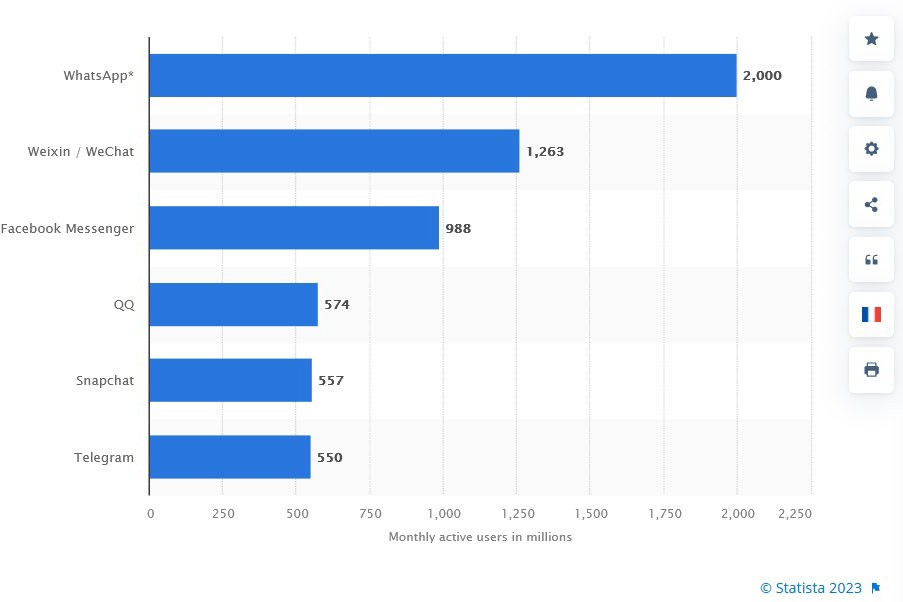 WhatsApp* 2,000
Weixin / WeChat 1,263
Facebook Messenger 988
QQ 574
Snapchat 557
Telegram 550
0 250 500 750 1,000 1,250 1,500 1,750 2,000 2,250
Monthly active users in millions
© Statista 2023